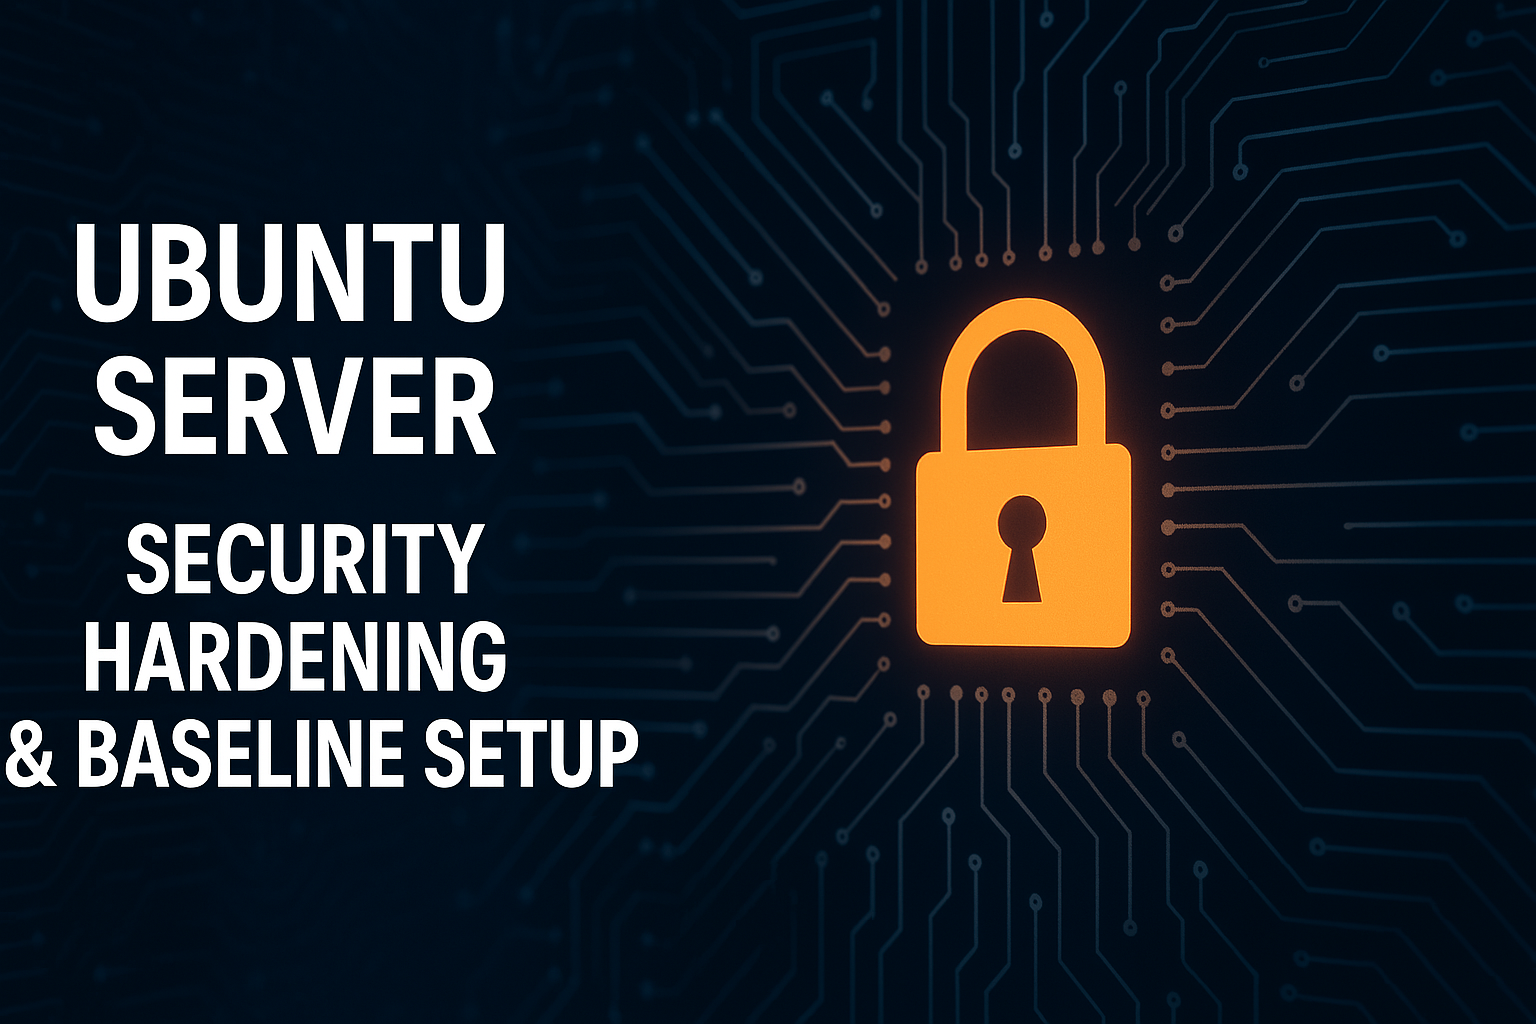 UBUNTU
SERVER
SECURITY
HARDENING
& BASELINE SETUP